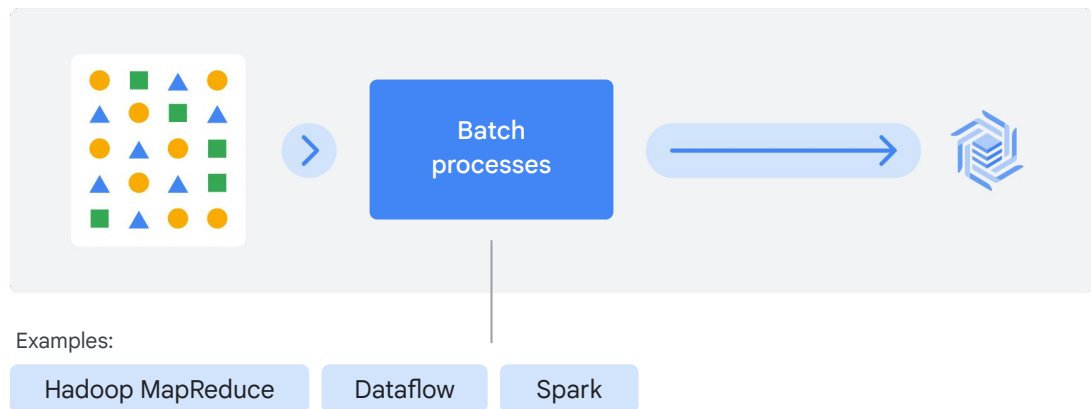 Batch
processes
Examples:
Hadoop MapReduce
Dataflow
Spark